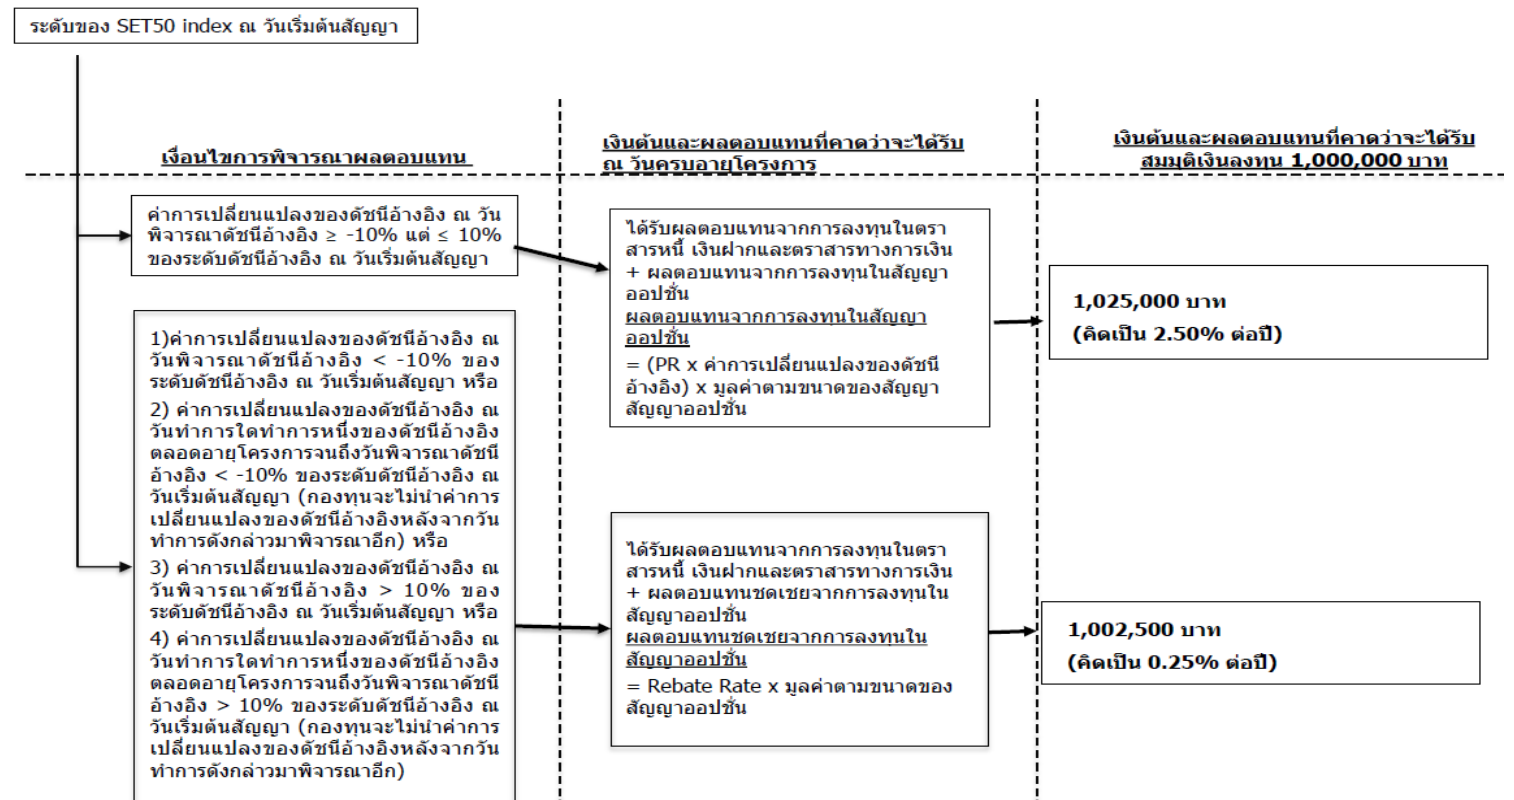 ระดับของ SET50 index ณ วันเริ่มต้นสัญญา
เงื่อนไขการพิจารณาผลตอบแทน
เงินต้นและผลตอบแทนที่คาดว่าจะได้รับ
ณ วันครบอายุโครงการ
เงินต้นและผลตอบแทนที่คาดว่าจะได้รับ
สมมุติเงินลงทุน 1,000,000 บาท
ค่าการเปลี่ยนแปลงของดัชนีอ้างอิง ณ วัน
พิจารณาดัชนีอ้างอิง ≥ -10% แต่ ≤ 10%
ของระดับดัชนีอ้างอิง ณ วันเริ่มต้นสัญญา
ได้รับผลตอบแทนจากการลงทุนในตรา
สารหนี้ เงินฝากและตราสารทางการเงิน
+ ผลตอบแทนจากการลงทุนในสัญญา
ออปชั่น
ผลตอบแทนจากการลงทุนในสัญญา
ออปชั่น
= (PR x ค่าการเปลี่ยนแปลงของดัชนี
อ้างอิง) x มูลค่าตามขนาดของสัญญา
สัญญาออปชั่น
1,025,000 บาท
(คิดเป็น 2.50% ต่อปี)
1)ค่าการเปลี่ยนแปลงของดัชนีอ้างอิง ณ
วันพิจารณาดัชนีอ้างอิง < -10% ของ
ระดับดัชนีอ้างอิง ณ วันเริ่มต้นสัญญา หรือ
2) ค่าการเปลี่ยนแปลงของดัชนีอ้างอิง ณ
วันทำการใดทำการหนึ่งของดัชนีอ้างอิง
ตลอดอายุโครงการจนถึงวันพิจารณาดัชนี
อ้างอิง < -10% ของระดับดัชนีอ้างอิง ณ
วันเริ่มต้นสัญญา (กองทุนจะไม่นำค่าการ
เปลี่ยนแปลงของดัชนีอ้างอิงหลังจากวัน
ทำการดังกล่าวมาพิจารณาอีก) หรือ
3) ค่าการเปลี่ยนแปลงของดัชนีอ้างอิง ณ
วันพิจารณาดัชนีอ้างอิง > 10% ของ
ระดับดัชนีอ้างอิง ณ วันเริ่มต้นสัญญา หรือ
4) ค่าการเปลี่ยนแปลงของดัชนีอ้างอิง ณ
วันทำการใดทำการหนึ่งของดัชนีอ้างอิง
ตลอดอายุโครงการจนถึงวันพิจารณาดัชนี
อ้างอิง > 10% ของระดับดัชนีอ้างอิง ณ
วันเริ่มต้นสัญญา (กองทุนจะไม่นำค่าการ
เปลี่ยนแปลงของดัชนีอ้างอิงหลังจากวัน
ทำการดังกล่าวมาพิจารณาอีก)
ได้รับผลตอบแทนจากการลงทุนในตรา
สารหนี้ เงินฝากและตราสารทางการเงิน
+ ผลตอบแทนชดเชยจากการลงทุนใน
สัญญาออปชั่น
ผลตอบแทนชดเชยจากการลงทุนใน
สัญญาออปชั่น
= Rebate Rate x มูลค่าตามขนาดของ
สัญญาออปชั่น
1,002,500 บาท
(คิดเป็น 0.25% ต่อปี)